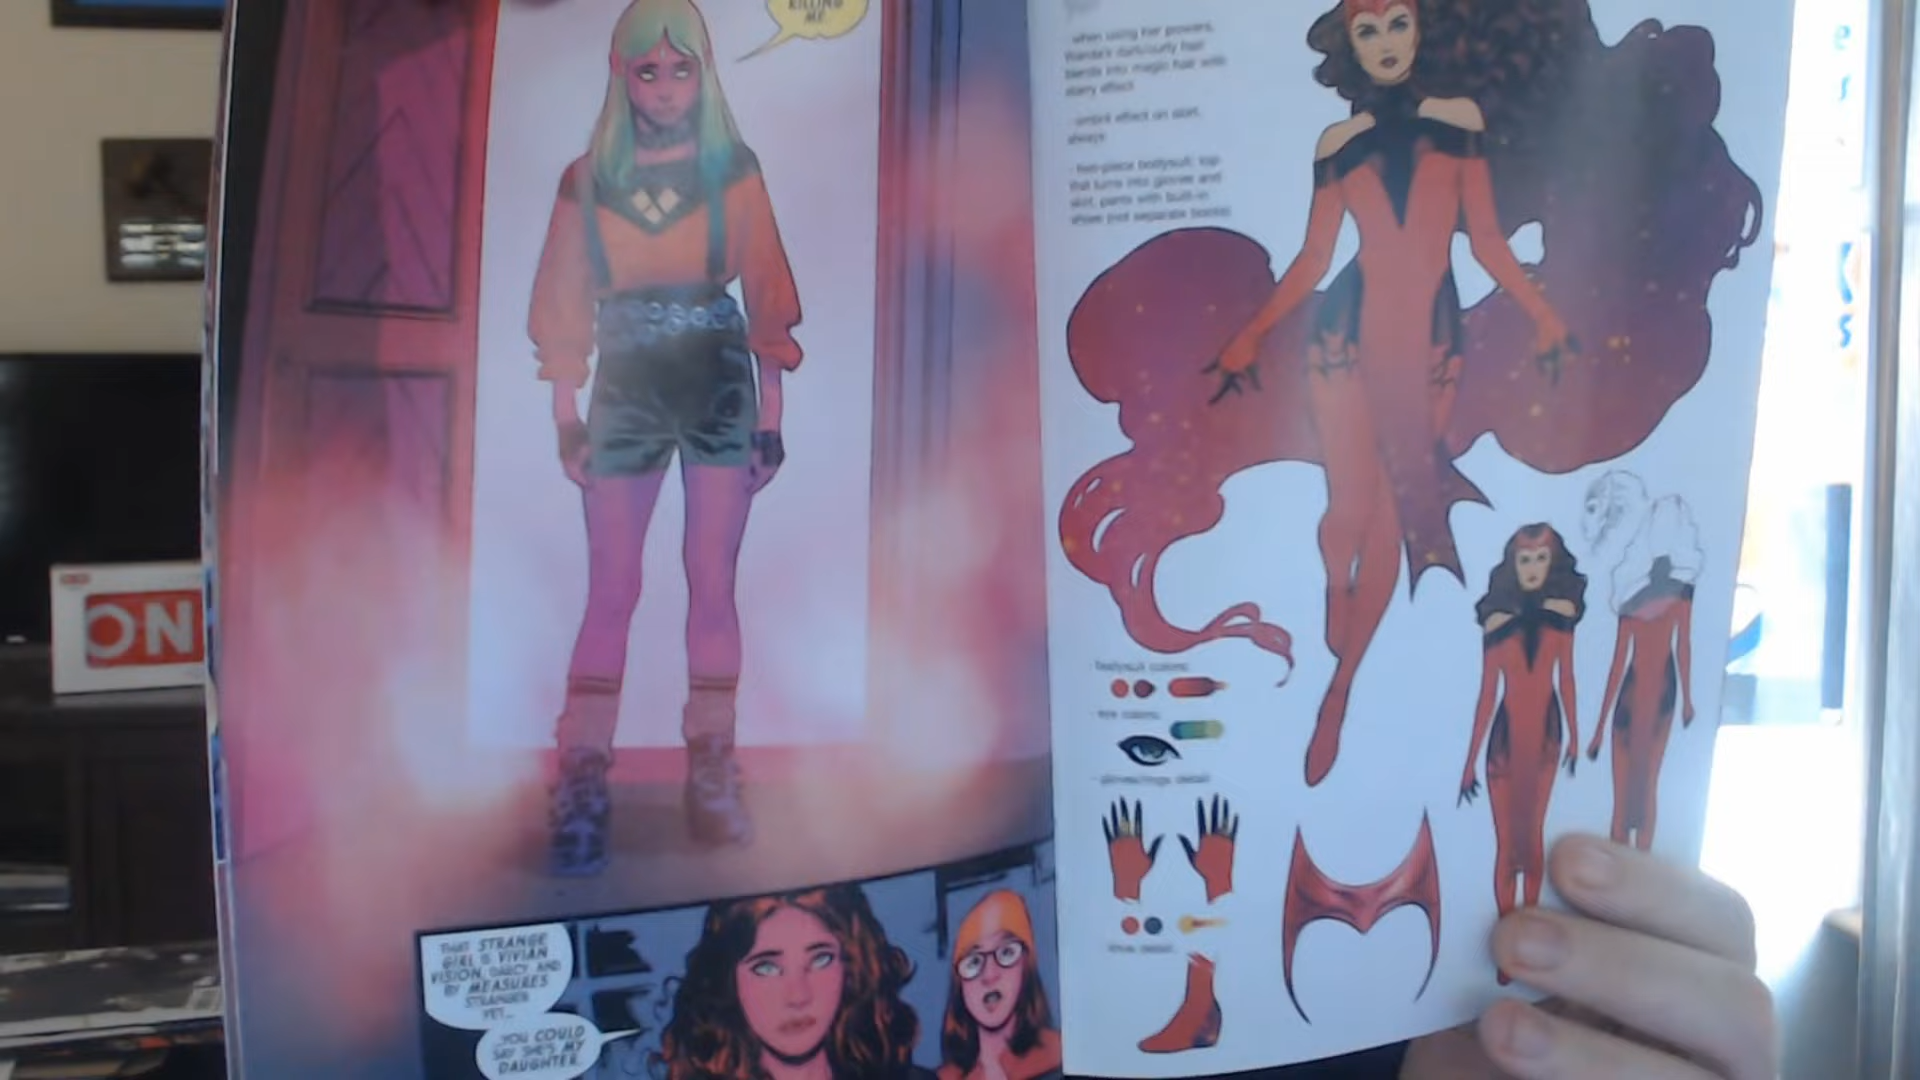 KILLING
ME.
THAT STRANGE
GIRL IS VIVIAN
VISION, DARCY. AND
BY MEASURES
STRANGER
YET...
...YOU COULD
SAY SHE'S MY
DAUGHTER.
- when using her powers,
Wanda's dark/curly hair
blends into magic hair with
starry effect
- ombré effect on skirt,
always
- two-piece bodysuit: top
that turns into gloves and
skirt, pants with built-in
shoes (not separate boots)
- bodysuit colors:
- eye colors:
- gloves/rings detail:
- shoe detail:
ON